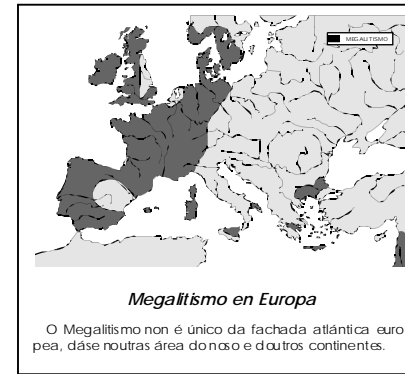 MEGALITISMO
Megalitismo en Europa
O Megalitismo non é único da fachada atlántica euro
pea, dáse noutras área do noso e doutros continentes.